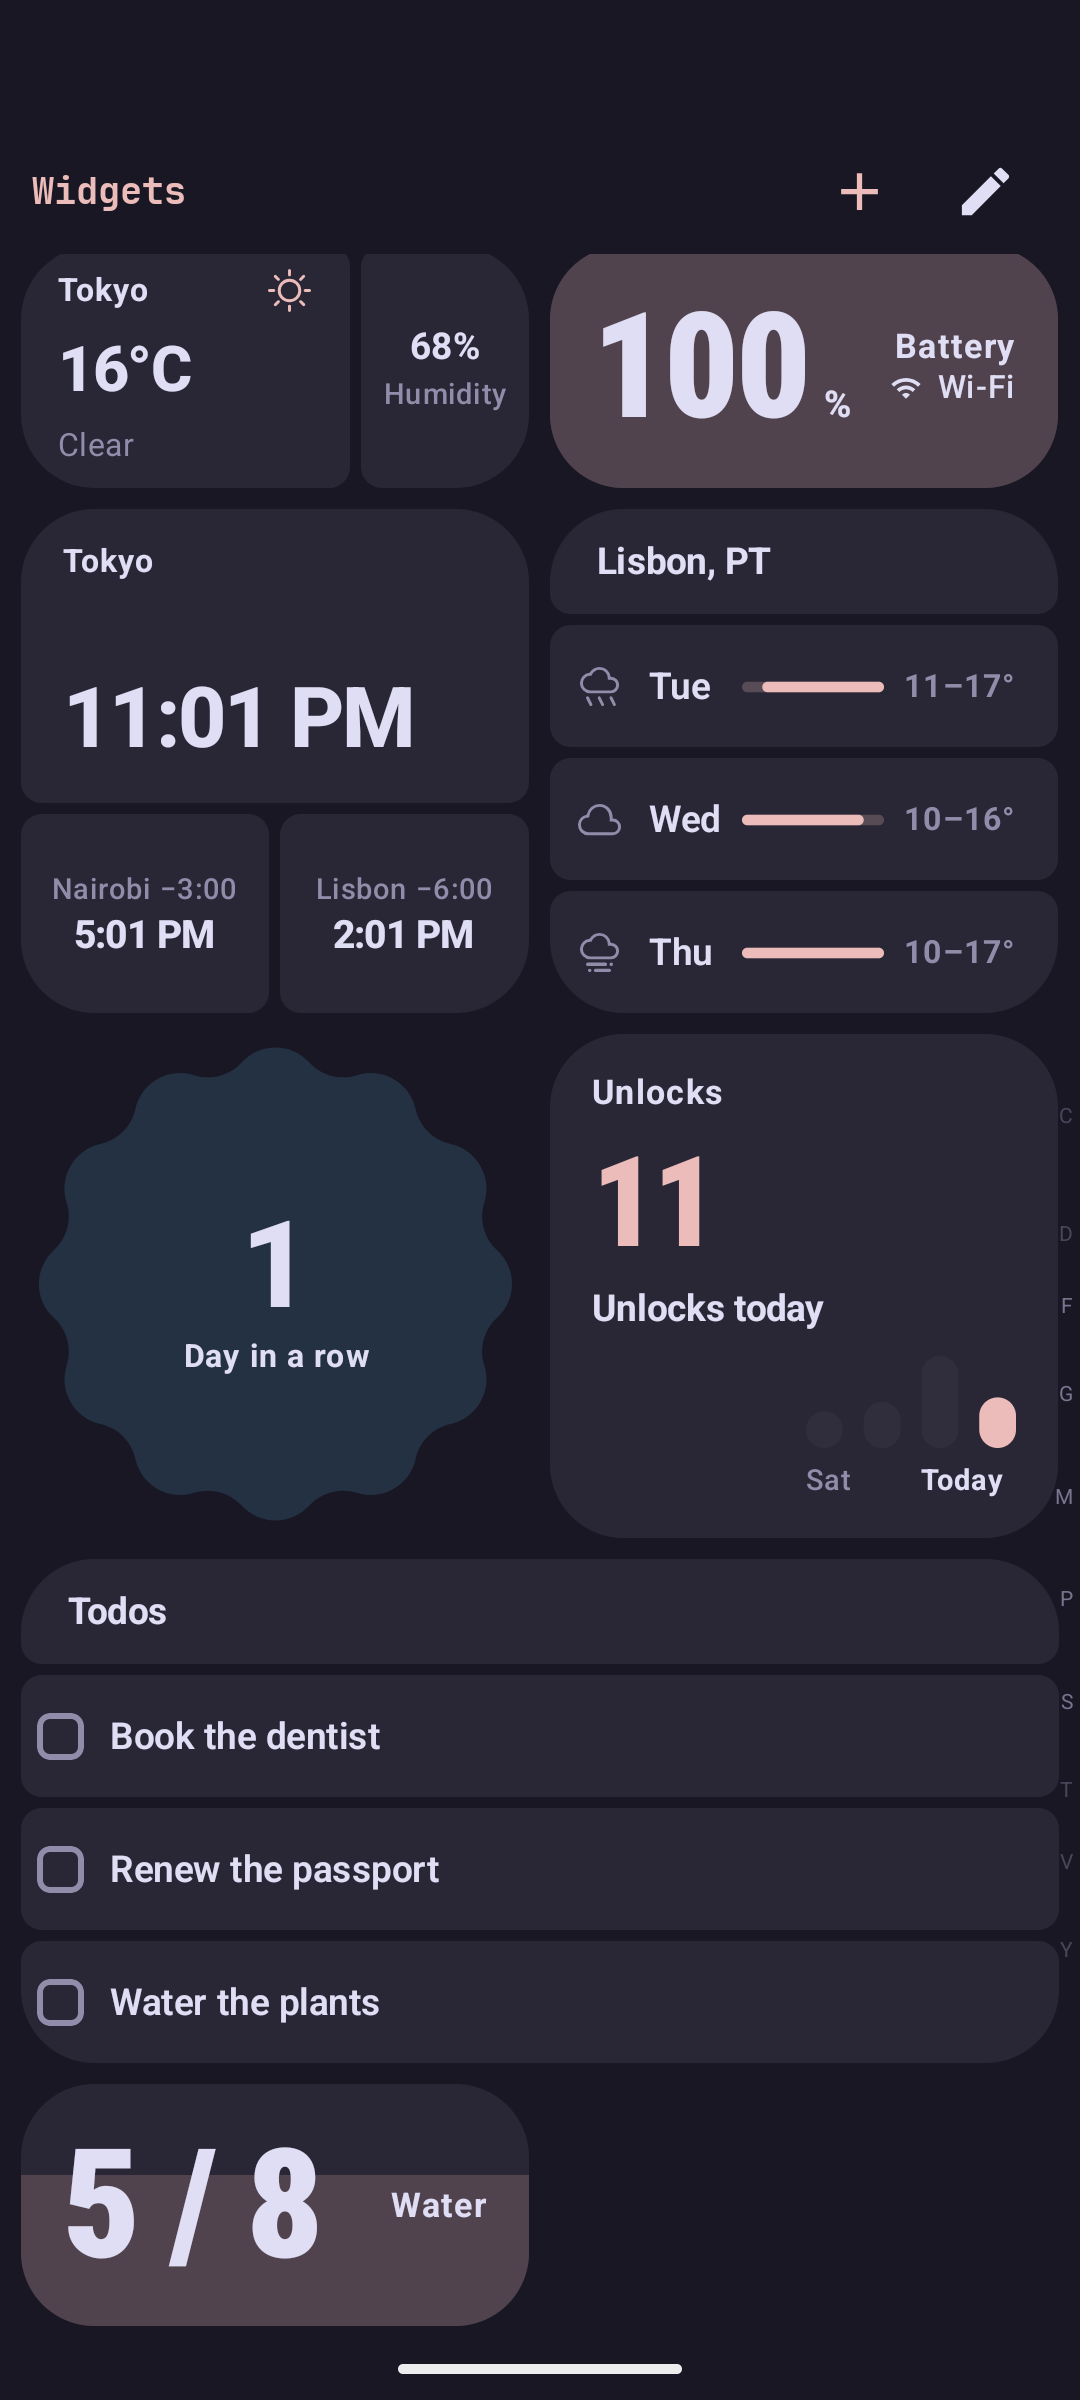 Widgets
Tokyo
16°C
Clear
68%
Humidity
100 %
Battery
Wi-Fi
Tokyo
11:01 PM
Nairobi −3:00
5:01 PM
Lisbon −6:00
2:01 PM
Lisbon, PT
Tue 11–17°
Wed 10–16°
Thu 10–17°
1
Day in a row
Unlocks
11
Unlocks today
Sat Today
C
D
F
G
M
P
S
T
V
Y
Todos
Book the dentist
Renew the passport
Water the plants
5 / 8
Water